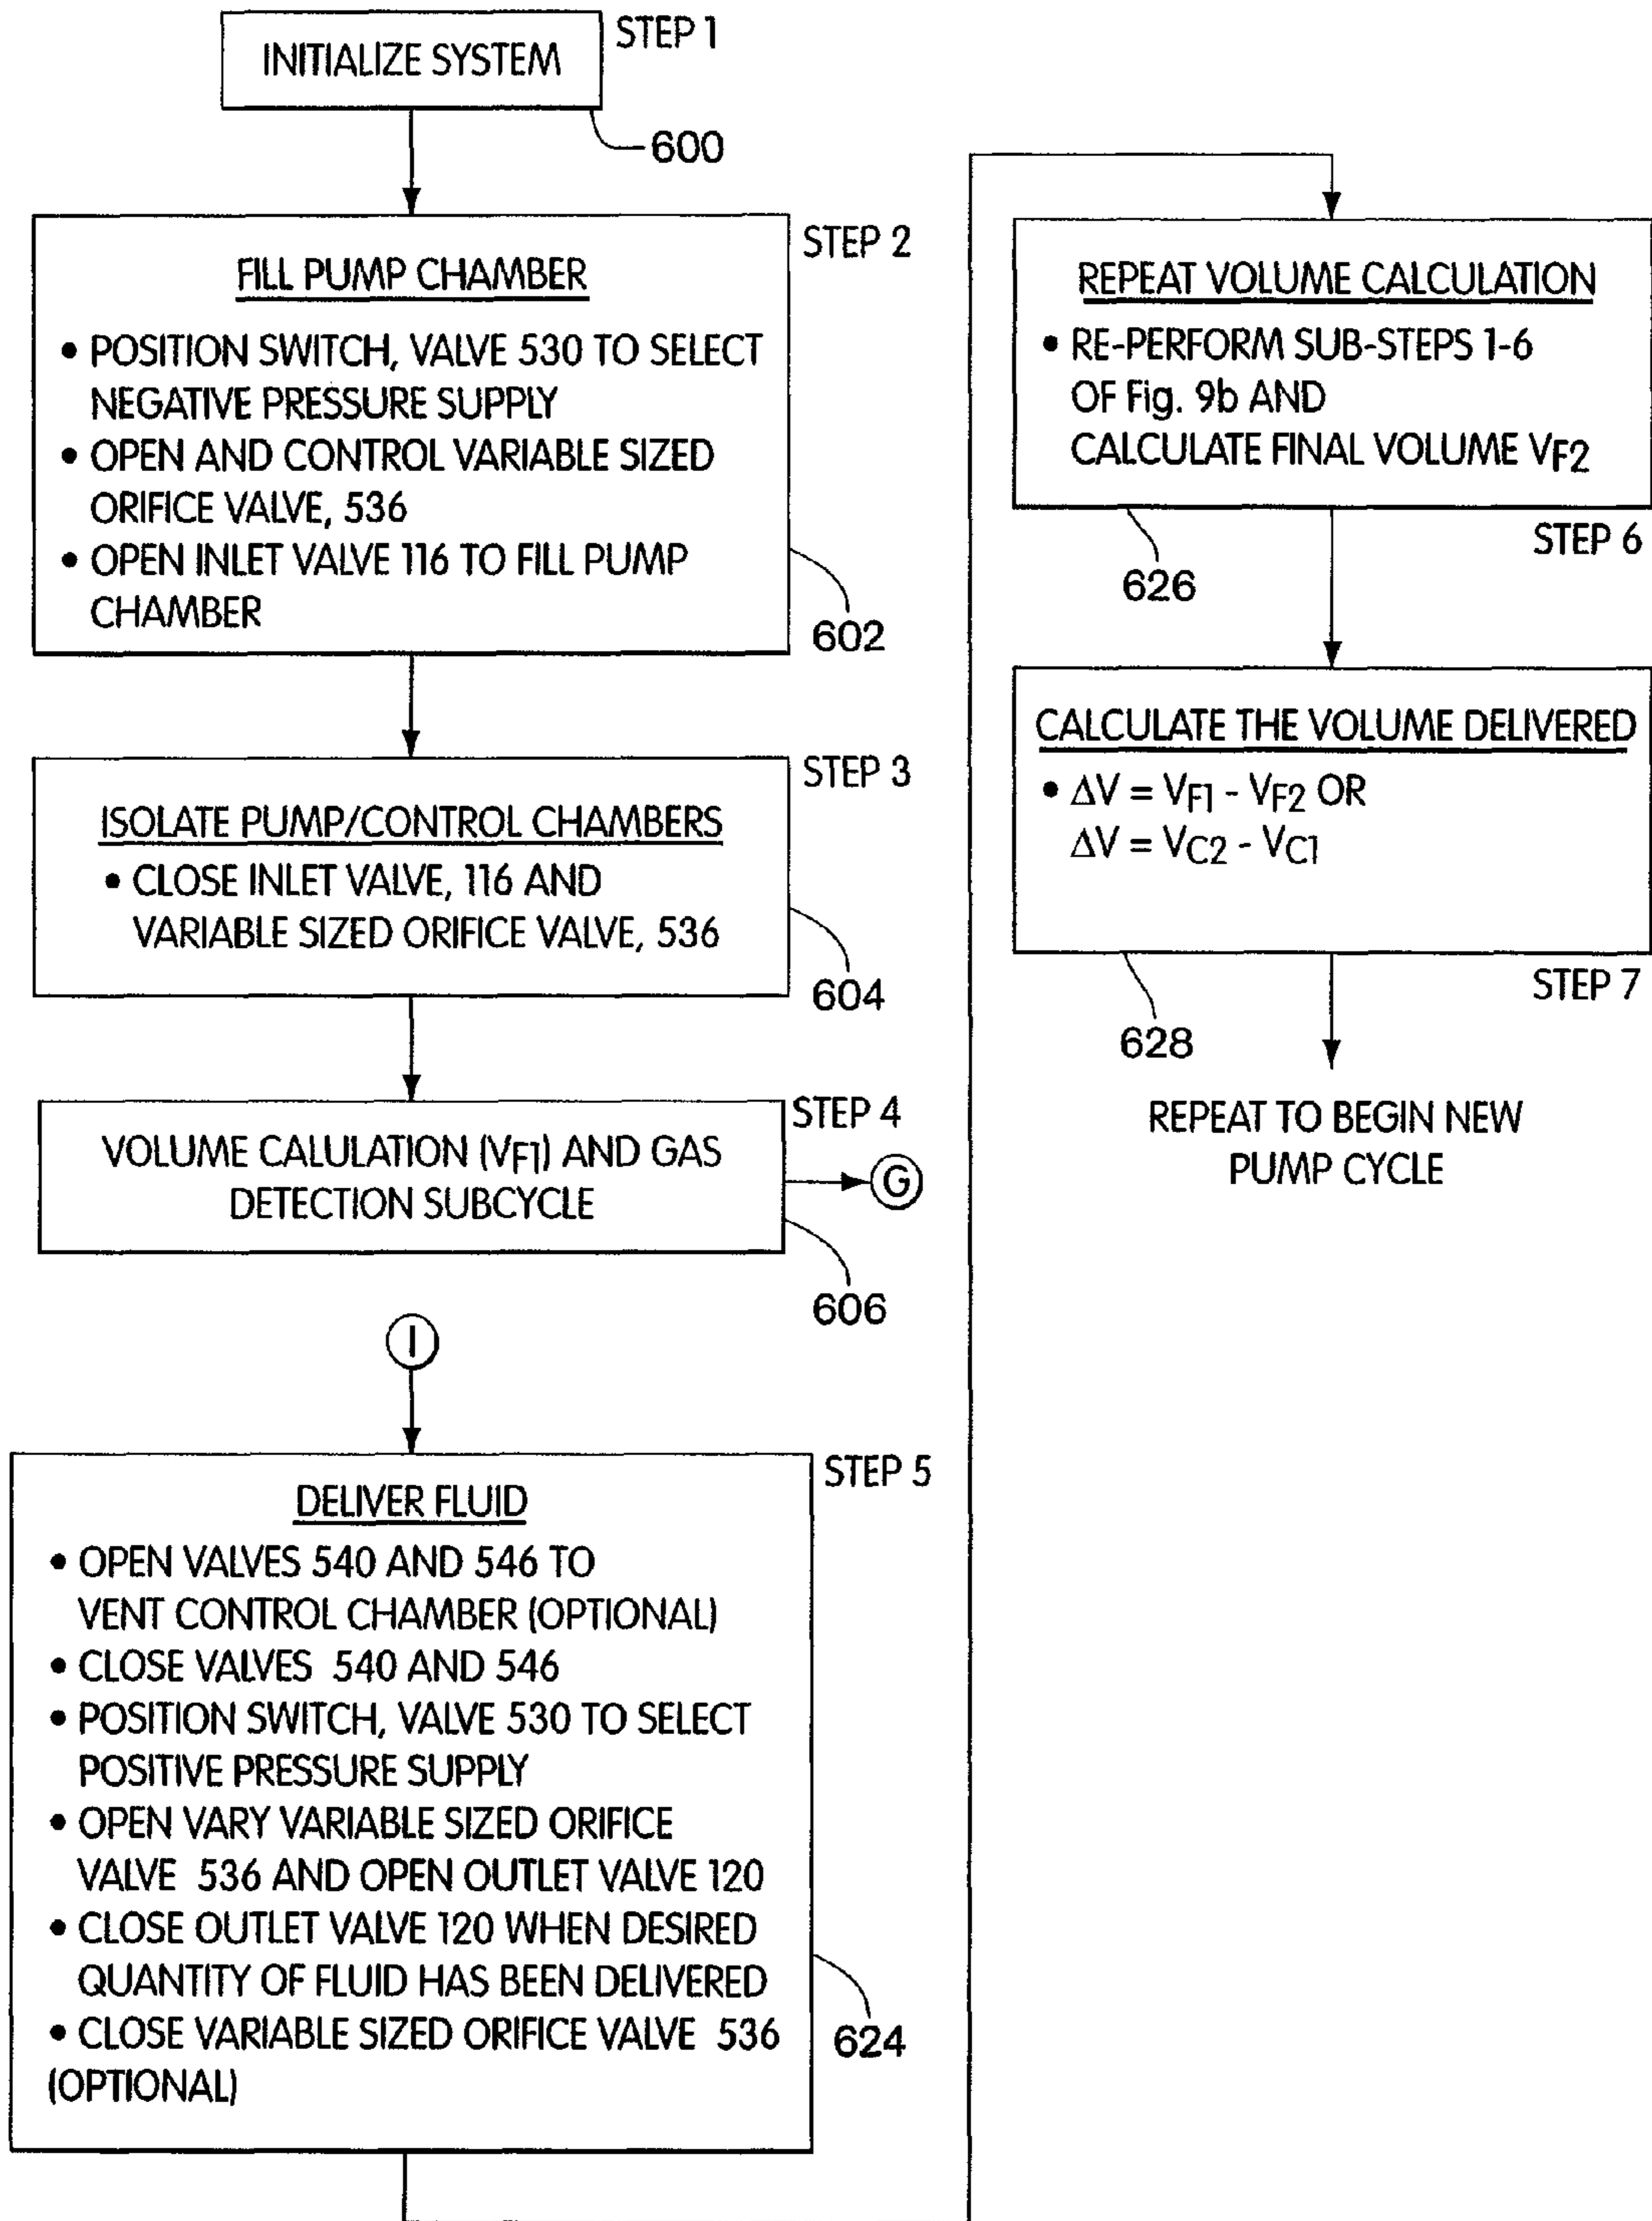 INITIALIZE SYSTEM
STEP 1
600
STEP 2
FILL PUMP CHAMBER
• POSITION SWITCH, VALVE 530 TO SELECT
NEGATIVE PRESSURE SUPPLY
• OPEN AND CONTROL VARIABLE SIZED
ORIFICE VALVE, 536
• OPEN INLET VALVE 116 TO FILL PUMP
CHAMBER
602
STEP 3
ISOLATE PUMP/CONTROL CHAMBERS
• CLOSE INLET VALVE, 116 AND
VARIABLE SIZED ORIFICE VALVE, 536
604
STEP 4
VOLUME CALULATION (VF1) AND GAS
DETECTION SUBCYCLE
G
606
I
STEP 5
DELIVER FLUID
• OPEN VALVES 540 AND 546 TO
VENT CONTROL CHAMBER (OPTIONAL)
• CLOSE VALVES 540 AND 546
• POSITION SWITCH, VALVE 530 TO SELECT
POSITIVE PRESSURE SUPPLY
• OPEN VARY VARIABLE SIZED ORIFICE
VALVE 536 AND OPEN OUTLET VALVE 120
• CLOSE OUTLET VALVE 120 WHEN DESIRED
QUANTITY OF FLUID HAS BEEN DELIVERED
• CLOSE VARIABLE SIZED ORIFICE VALVE 536
(OPTIONAL)
624
REPEAT VOLUME CALCULATION
• RE-PERFORM SUB-STEPS 1-6
OF Fig. 9b AND
CALCULATE FINAL VOLUME VF2
STEP 6
626
CALCULATE THE VOLUME DELIVERED
• ΔV = VF1 - VF2 OR
ΔV = VC2 - VC1
STEP 7
628
REPEAT TO BEGIN NEW
PUMP CYCLE